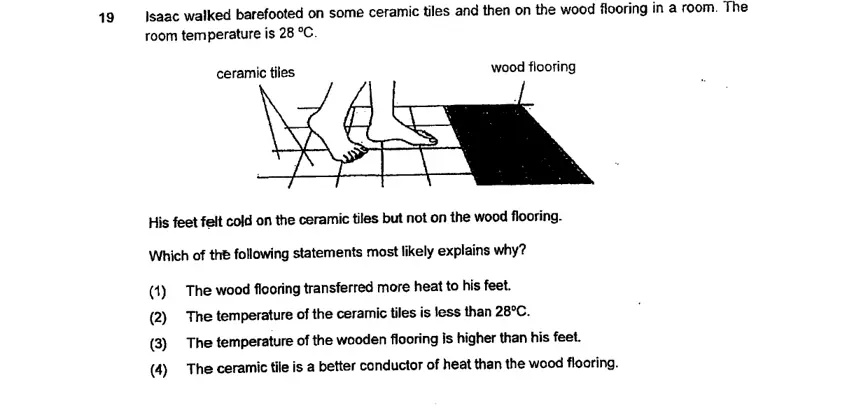 19 Isaac walked barefooted on some ceramic tiles and then on the wood flooring in a room. The
room temperature is 28 ºC.
ceramic tiles
wood flooring
His feet felt cold on the ceramic tiles but not on the wood flooring.
Which of the following statements most likely explains why?
(1) The wood flooring transferred more heat to his feet.
(2) The temperature of the ceramic tiles is less than 28ºC.
(3) The temperature of the wooden flooring is higher than his feet.
(4) The ceramic tile is a better conductor of heat than the wood flooring.